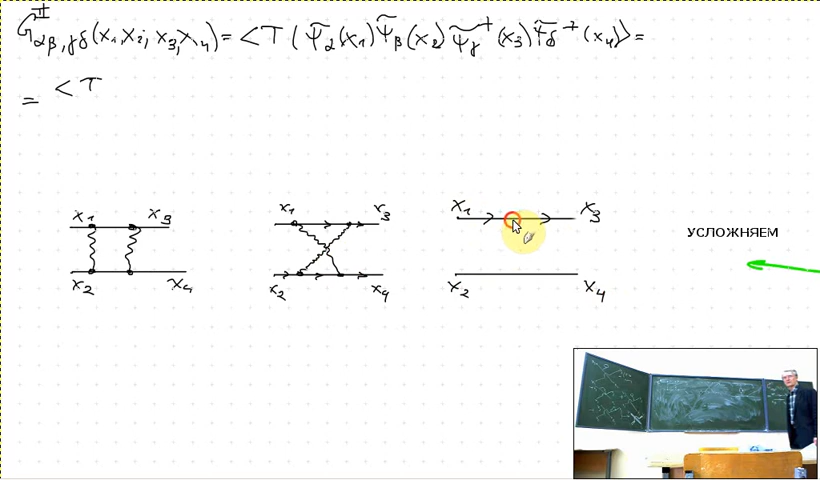 G^{II}_{αβ,γδ}(x₁,x₂; x₃,x₄) = <T(ψ̃_α(x₁)ψ̃_β(x₂)ψ̃_γ⁺(x₃)ψ̃_δ⁺(x₄)> =
= <T
x₁ x₃ x₁ x₃ x₁ x₃
УСЛОЖНЯЕМ
x₂ x₄ x₂ x₄ x₂ x₄